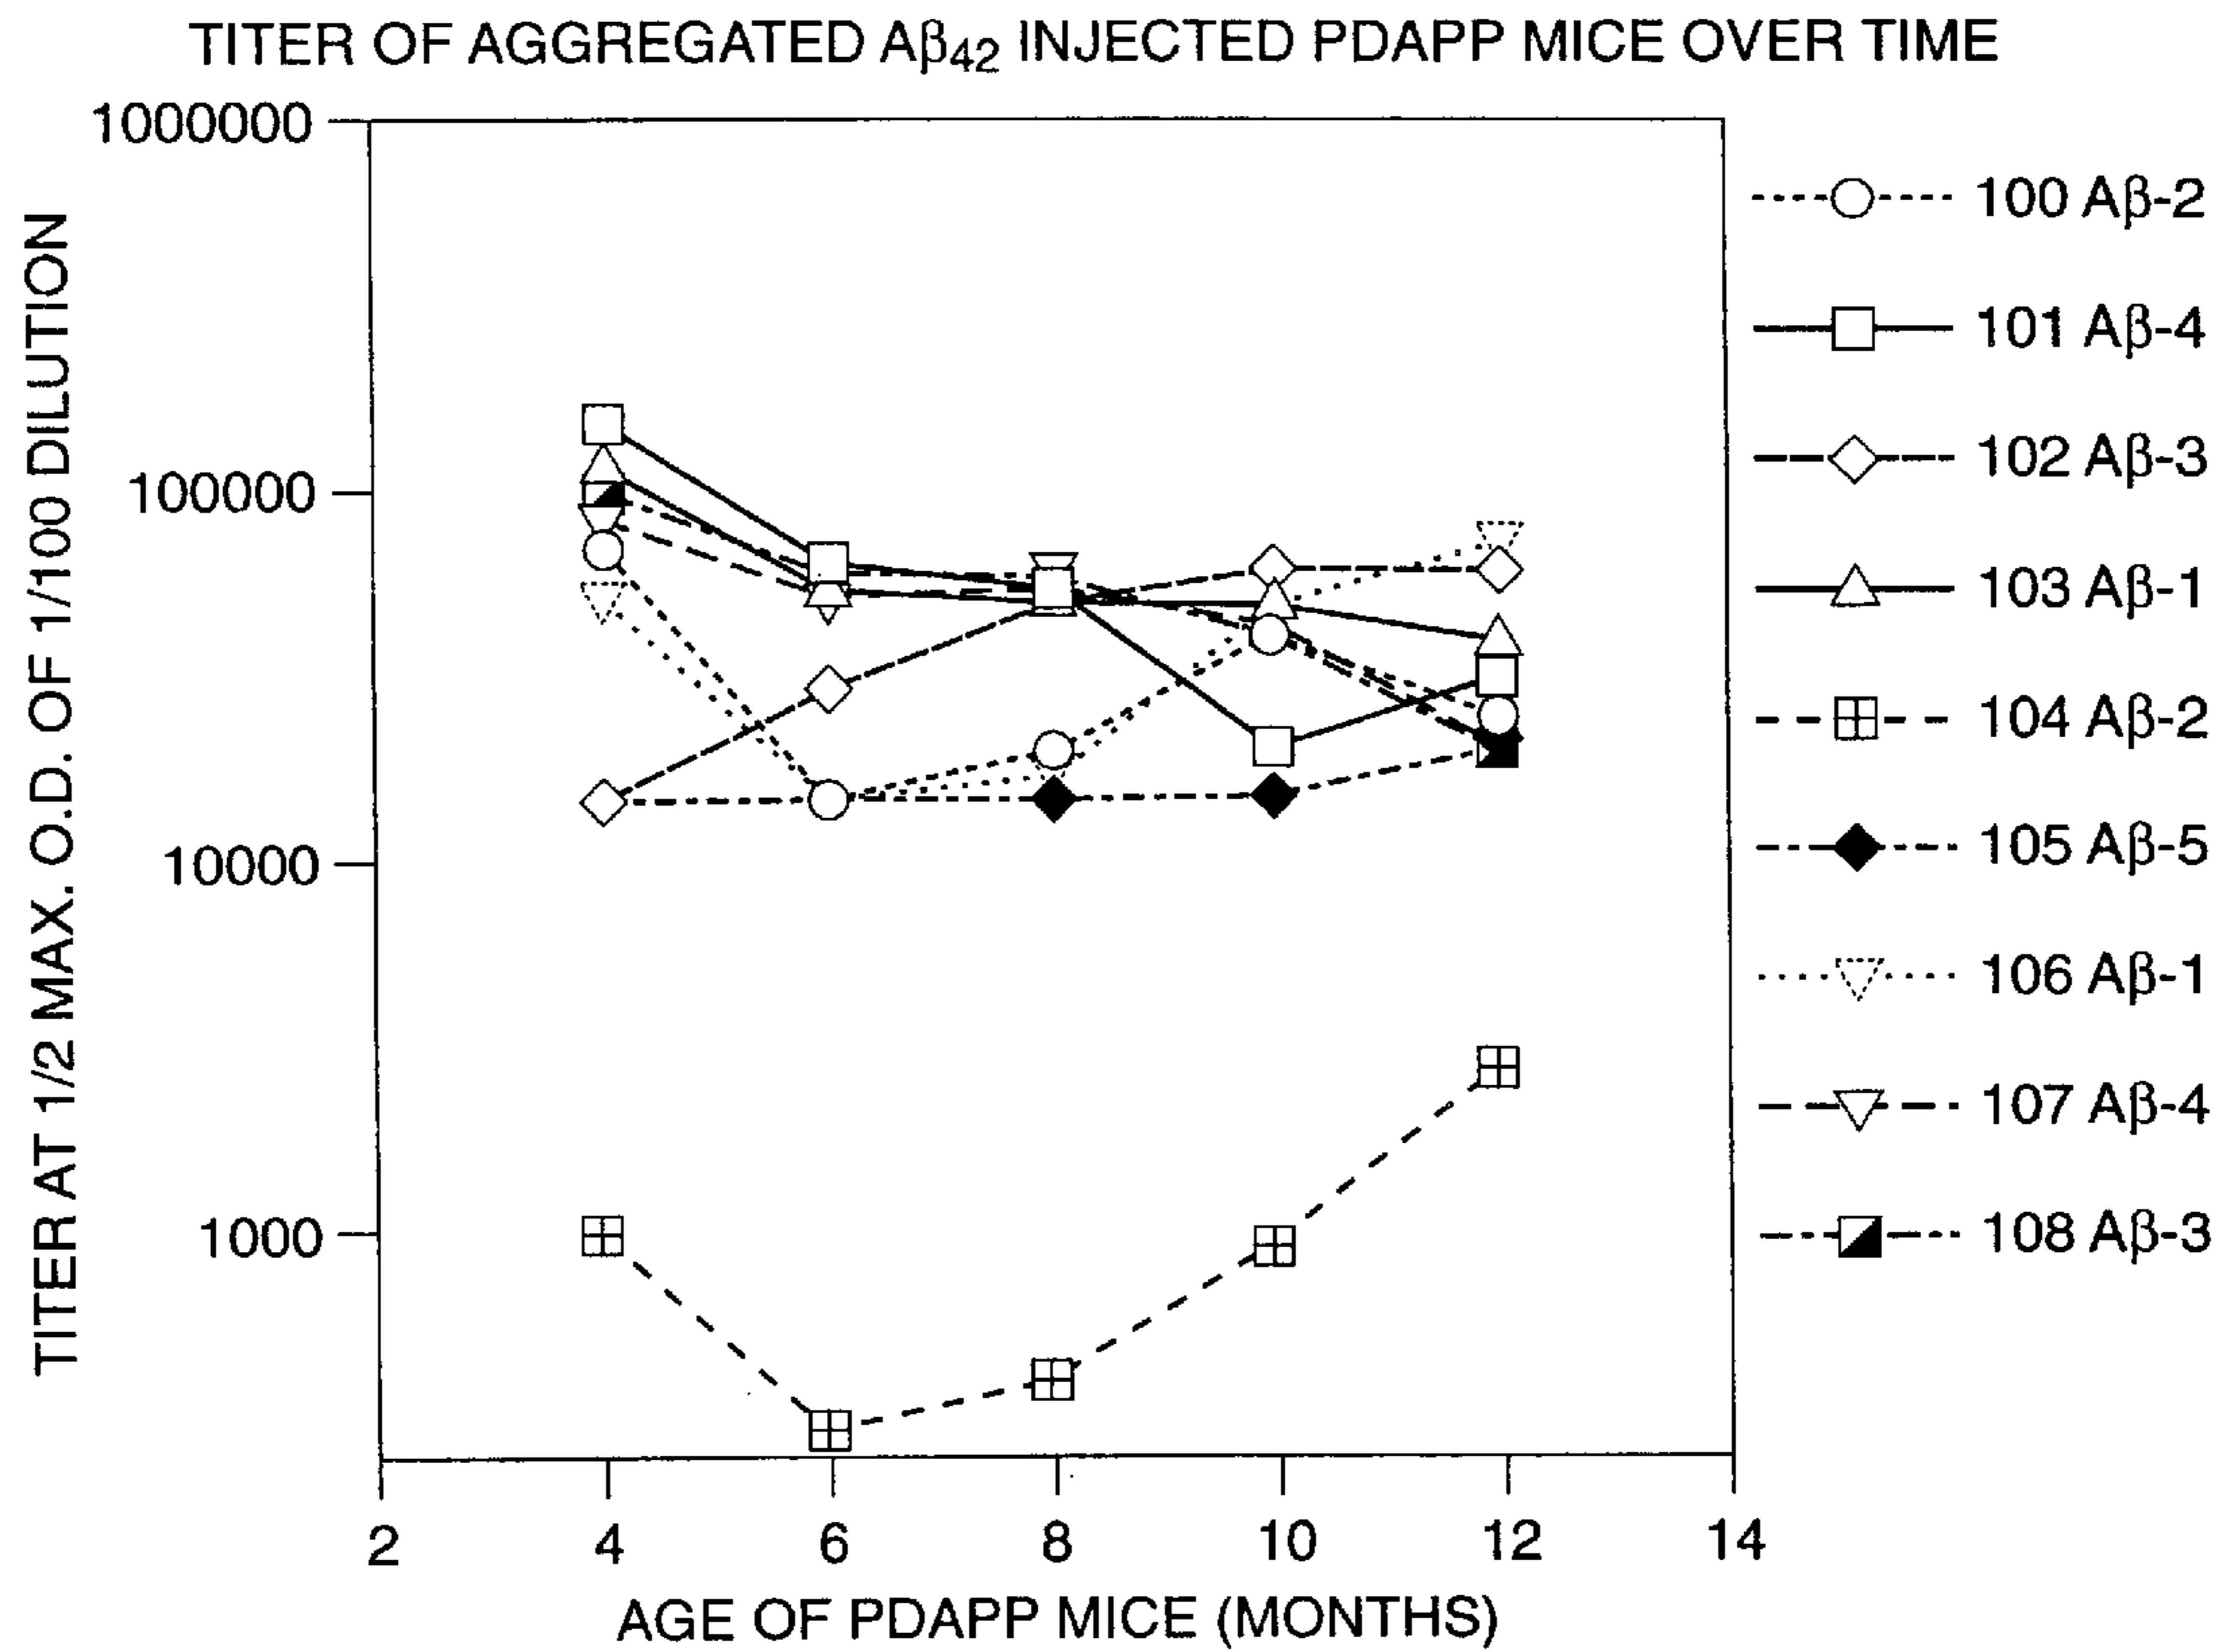 TITER OF AGGREGATED Aβ42 INJECTED PDAPP MICE OVER TIME
TITER AT 1/2 MAX. O.D. OF 1/100 DILUTION
1000000
100000
10000
1000
2 4 6 8 10 12 14
AGE OF PDAPP MICE (MONTHS)
100 Aβ-2
101 Aβ-4
102 Aβ-3
103 Aβ-1
104 Aβ-2
105 Aβ-5
106 Aβ-1
107 Aβ-4
108 Aβ-3